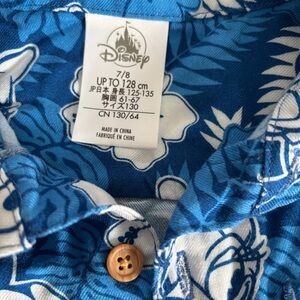 Disney
7/8
UP TO 128 cm
JP日本 身長 125-135
胸囲 61-67
サイズ130
CN 130/64
MADE IN CHINA
FABRIQUÉ EN CHINE